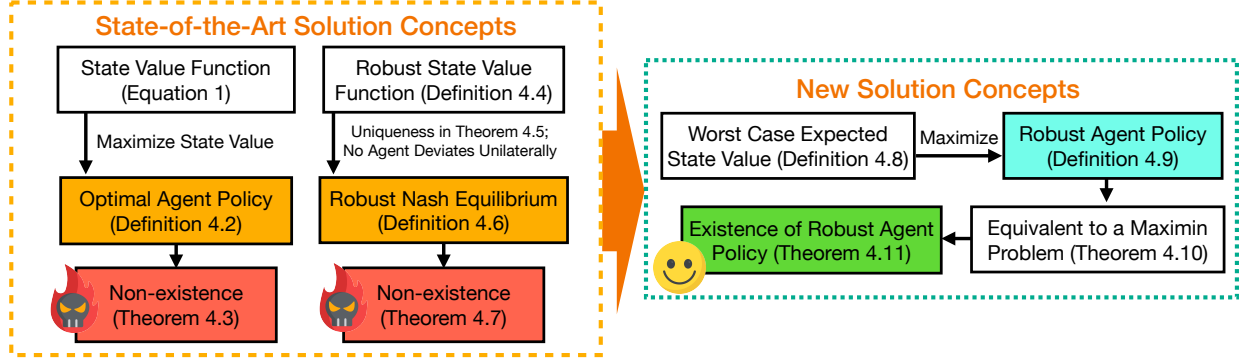 State-of-the-Art Solution Concepts
State Value Function
(Equation 1)
Maximize State Value
Optimal Agent Policy
(Definition 4.2)
Non-existence
(Theorem 4.3)
Robust State Value
Function (Definition 4.4)
Uniqueness in Theorem 4.5;
No Agent Deviates Unilaterally
Robust Nash Equilibrium
(Definition 4.6)
Non-existence
(Theorem 4.7)
New Solution Concepts
Worst Case Expected
State Value (Definition 4.8)
Maximize
Robust Agent Policy
(Definition 4.9)
Equivalent to a Maximin
Problem (Theorem 4.10)
Existence of Robust Agent
Policy (Theorem 4.11)